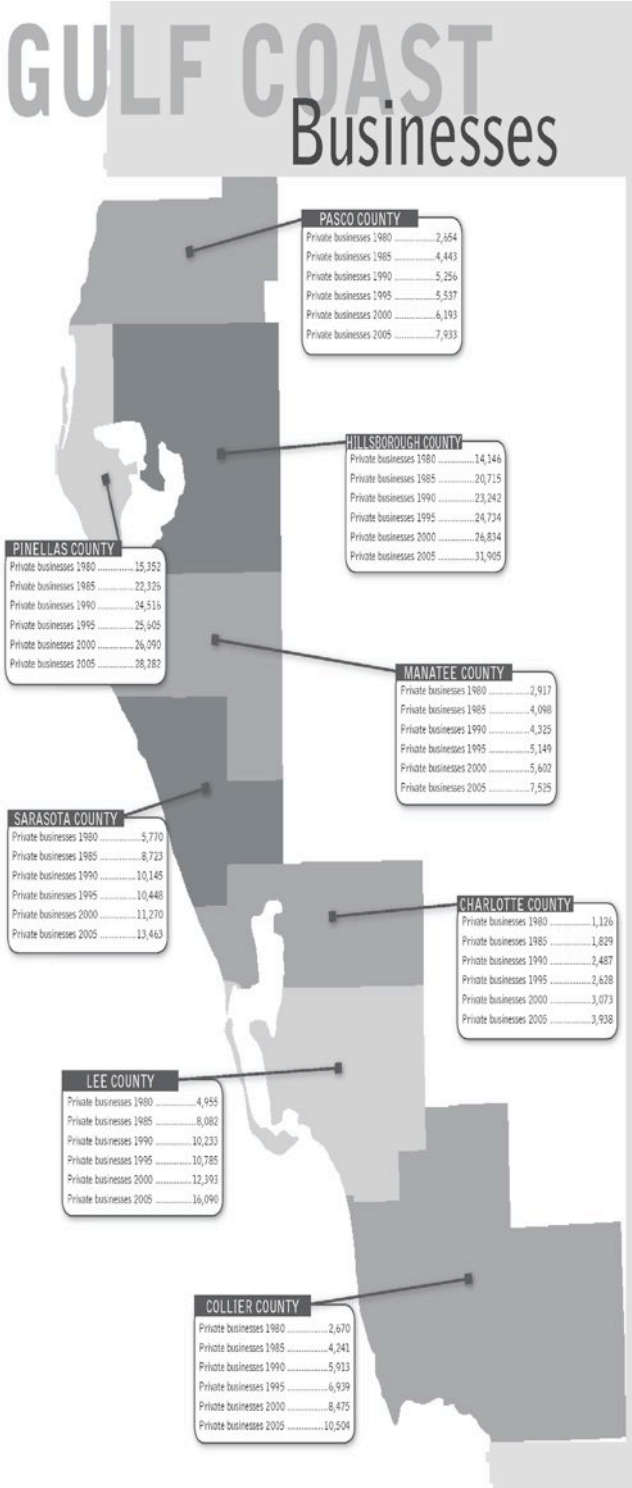 GULF COAST
Businesses
PASCO COUNTY
Private businesses 1980 ................2,654
Private businesses 1985 ................4,443
Private businesses 1990 ................5,256
Private businesses 1995 ................5,537
Private businesses 2000 ................6,193
Private businesses 2005 ................7,933
HILLSBOROUGH COUNTY
Private businesses 1980 ..............14,146
Private businesses 1985 ..............20,715
Private businesses 1990 ..............23,242
Private businesses 1995 ..............24,734
Private businesses 2000 ..............26,834
Private businesses 2005 ..............31,905
PINELLAS COUNTY
Private businesses 1980 ..............15,352
Private businesses 1985 ..............22,326
Private businesses 1990 ..............24,516
Private businesses 1995 ..............25,605
Private businesses 2000 ..............26,090
Private businesses 2005 ..............28,282
MANATEE COUNTY
Private businesses 1980 ................2,917
Private businesses 1985 ................4,098
Private businesses 1990 ................4,325
Private businesses 1995 ................5,149
Private businesses 2000 ................5,602
Private businesses 2005 ................7,525
SARASOTA COUNTY
Private businesses 1980 ................5,770
Private businesses 1985 ................8,723
Private businesses 1990 ..............10,145
Private businesses 1995 ..............10,448
Private businesses 2000 ..............11,270
Private businesses 2005 ..............13,463
CHARLOTTE COUNTY
Private businesses 1980 ................1,126
Private businesses 1985 ................1,829
Private businesses 1990 ................2,487
Private businesses 1995 ................2,628
Private businesses 2000 ................3,073
Private businesses 2005 ................3,938
LEE COUNTY
Private businesses 1980 ................4,955
Private businesses 1985 ................8,082
Private businesses 1990 ..............10,233
Private businesses 1995 ..............10,785
Private businesses 2000 ..............12,393
Private businesses 2005 ..............16,090
COLLIER COUNTY
Private businesses 1980 ................2,670
Private businesses 1985 ................4,241
Private businesses 1990 ................5,913
Private businesses 1995 ................6,939
Private businesses 2000 ................8,475
Private businesses 2005 ..............10,504